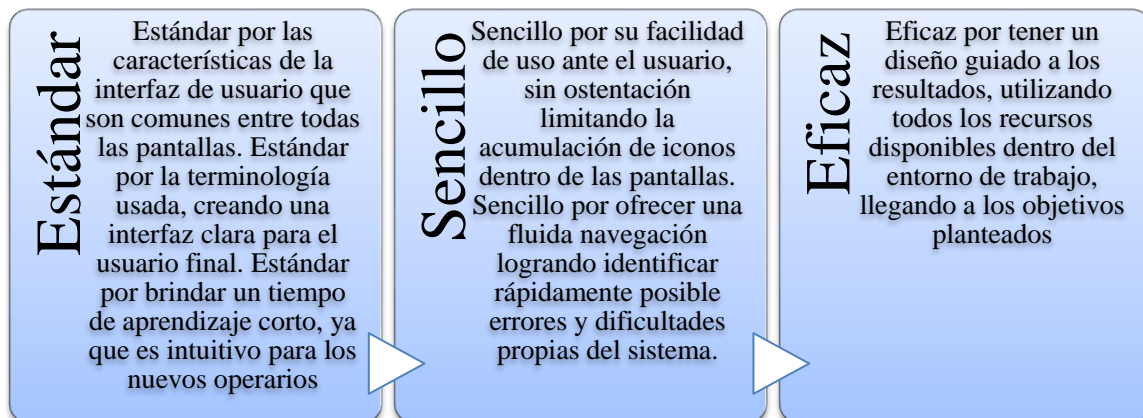 Estándar
Estándar por las
características de la
interfaz de usuario que
son comunes entre todas
las pantallas. Estándar
por la terminología
usada, creando una
interfaz clara para el
usuario final. Estándar
por brindar un tiempo
de aprendizaje corto, ya
que es intuitivo para los
nuevos operarios
Sencillo
Sencillo por su facilidad
de uso ante el usuario,
sin ostentación
limitando la
acumulación de iconos
dentro de las pantallas.
Sencillo por ofrecer una
fluida navegación
logrando identificar
rápidamente posible
errores y dificultades
propias del sistema.
Eficaz
Eficaz por tener un
diseño guiado a los
resultados, utilizando
todos los recursos
disponibles dentro del
entorno de trabajo,
llegando a los objetivos
planteados